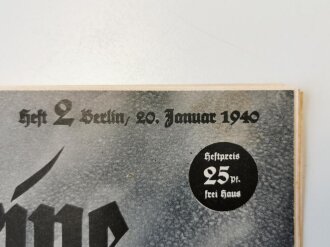 Heft 2 Berlin, 20. Januar 1940
Heftpreis
25 Pf.
frei Haus